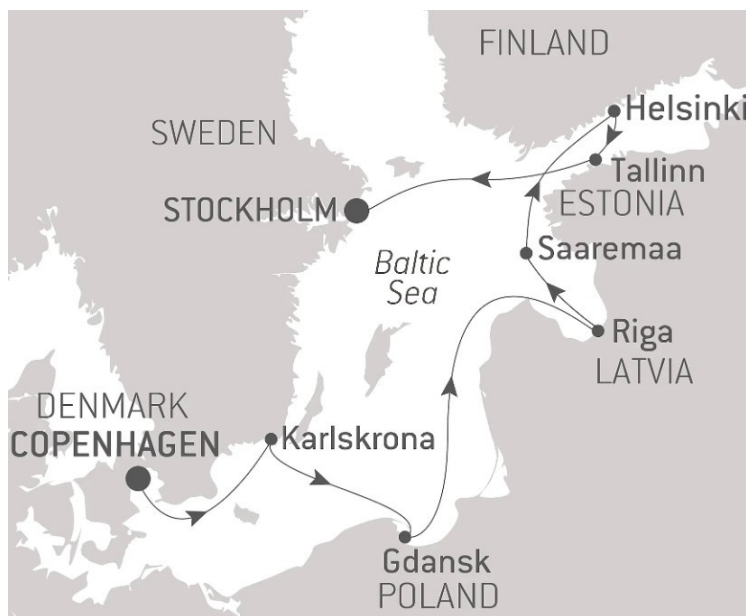 FINLAND
Helsinki
SWEDEN
Tallinn
ESTONIA
STOCKHOLM
Saaremaa
Baltic
Sea
Riga
LATVIA
DENMARK
COPENHAGEN
Karlskrona
Gdansk
POLAND